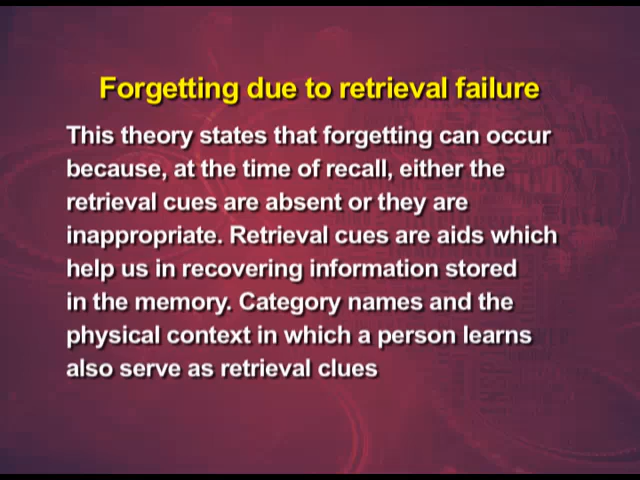 Forgetting due to retrieval failure
This theory states that forgetting can occur
because, at the time of recall, either the
retrieval cues are absent or they are
inappropriate. Retrieval cues are aids which
help us in recovering information stored
in the memory. Category names and the
physical context in which a person learns
also serve as retrieval clues